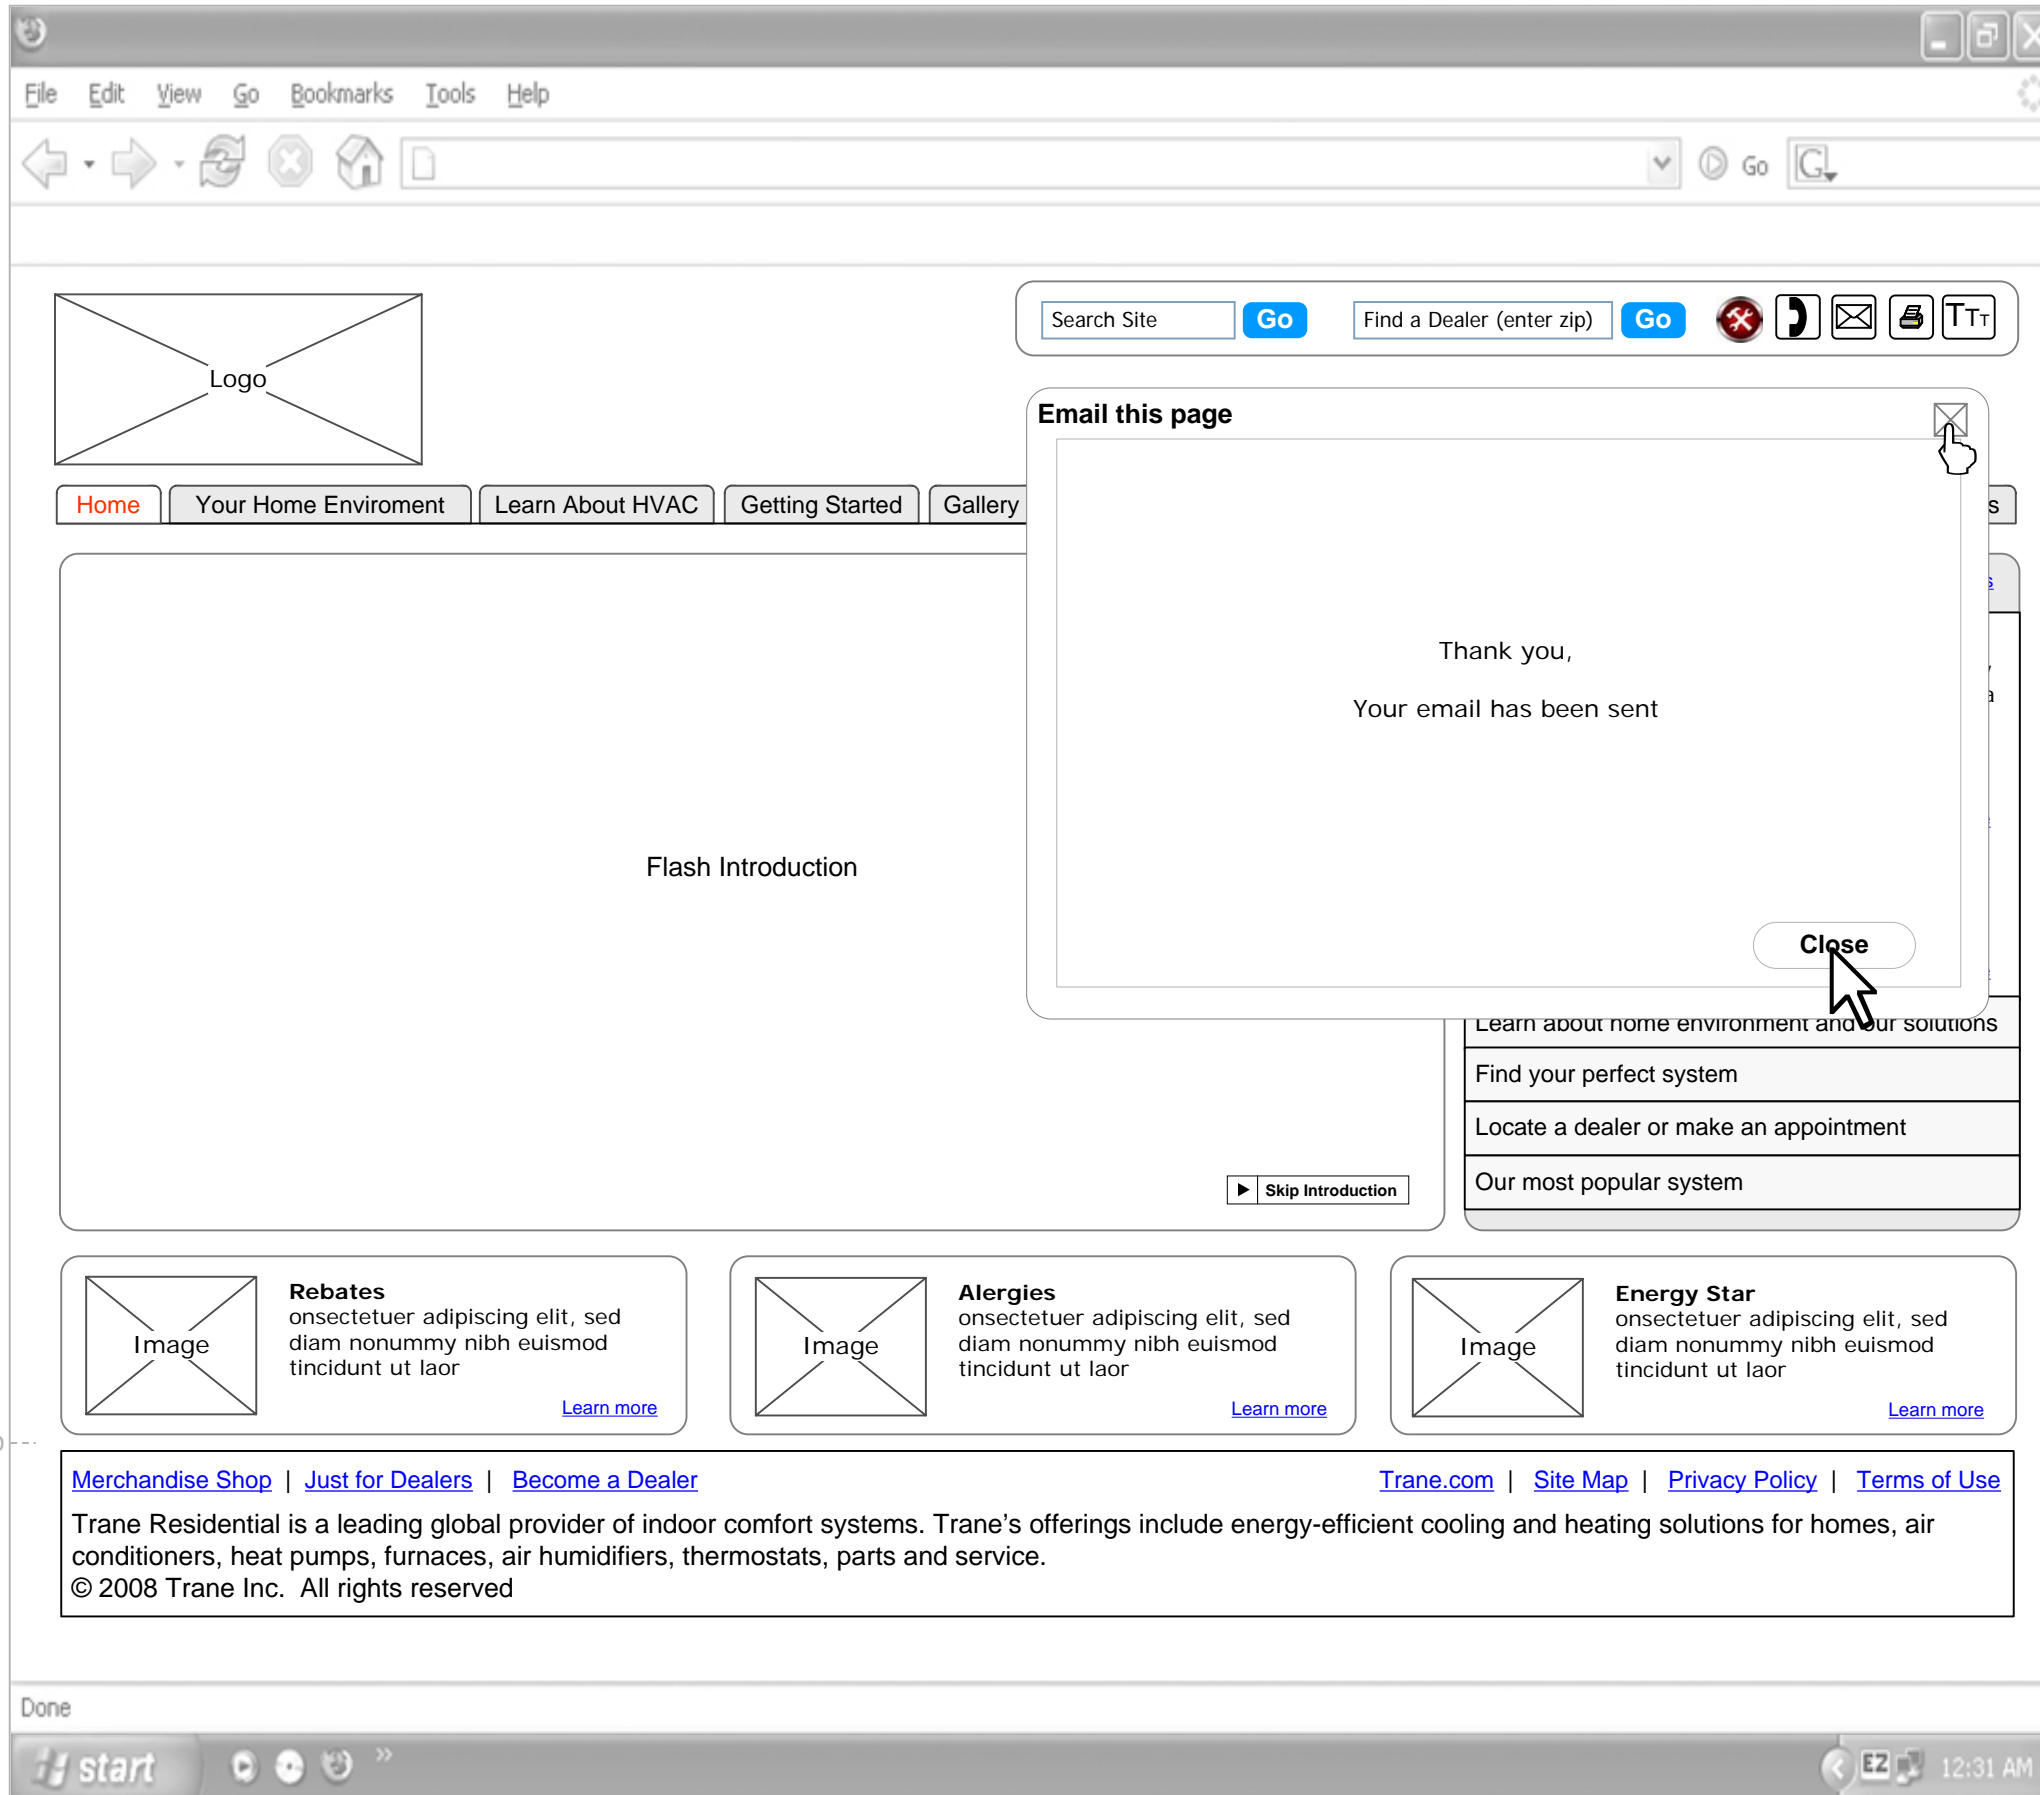 File Edit View Go Bookmarks Tools Help
Go G
Search Site Go Find a Dealer (enter zip) Go TTT
Logo
Email this page
Home Your Home Enviroment Learn About HVAC Getting Started Gallery s
s
Thank you,
a
Your email has been sent
Flash Introduction
Close
Learn about home environment and our solutions
Find your perfect system
Locate a dealer or make an appointment
Skip Introduction
Our most popular system
Image
Rebates
onsectetuer adipiscing elit, sed
diam nonummy nibh euismod
tincidunt ut laor
Learn more
Image
Alergies
onsectetuer adipiscing elit, sed
diam nonummy nibh euismod
tincidunt ut laor
Learn more
Image
Energy Star
onsectetuer adipiscing elit, sed
diam nonummy nibh euismod
tincidunt ut laor
Learn more
Merchandise Shop | Just for Dealers | Become a Dealer Trane.com | Site Map | Privacy Policy | Terms of Use
Trane Residential is a leading global provider of indoor comfort systems. Trane’s offerings include energy-efficient cooling and heating solutions for homes, air
conditioners, heat pumps, furnaces, air humidifiers, thermostats, parts and service.
© 2008 Trane Inc. All rights reserved
Done
start » EZ 12:31 AM